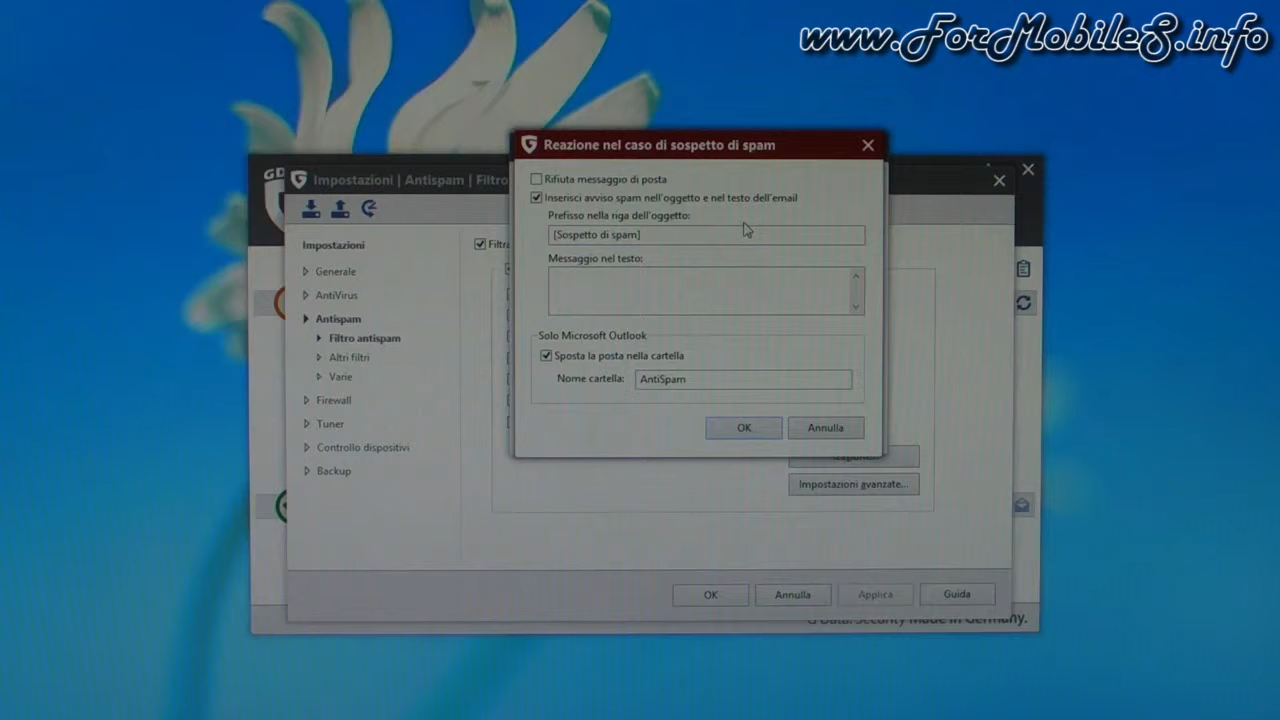 www.ForMobileS.info
Reazione nel caso di sospetto di spam
GD
Impostazioni | Antispam | Filtro
Rifiuta messaggio di posta
Inserisci avviso spam nell'oggetto e nel testo dell'email
Prefisso nella riga dell'oggetto:
[Sospetto di spam]
Impostazioni
Filtra
Messaggio nel testo:
Generale
AntiVirus
Antispam
Filtro antispam
Altri filtri
Varie
Firewall
Tuner
Controllo dispositivi
Backup
Solo Microsoft Outlook
Sposta la posta nella cartella
Nome cartella: AntiSpam
OK Annulla
Impostazioni avanzate...
OK Annulla Applica Guida
G Data. Security Made in Germany.